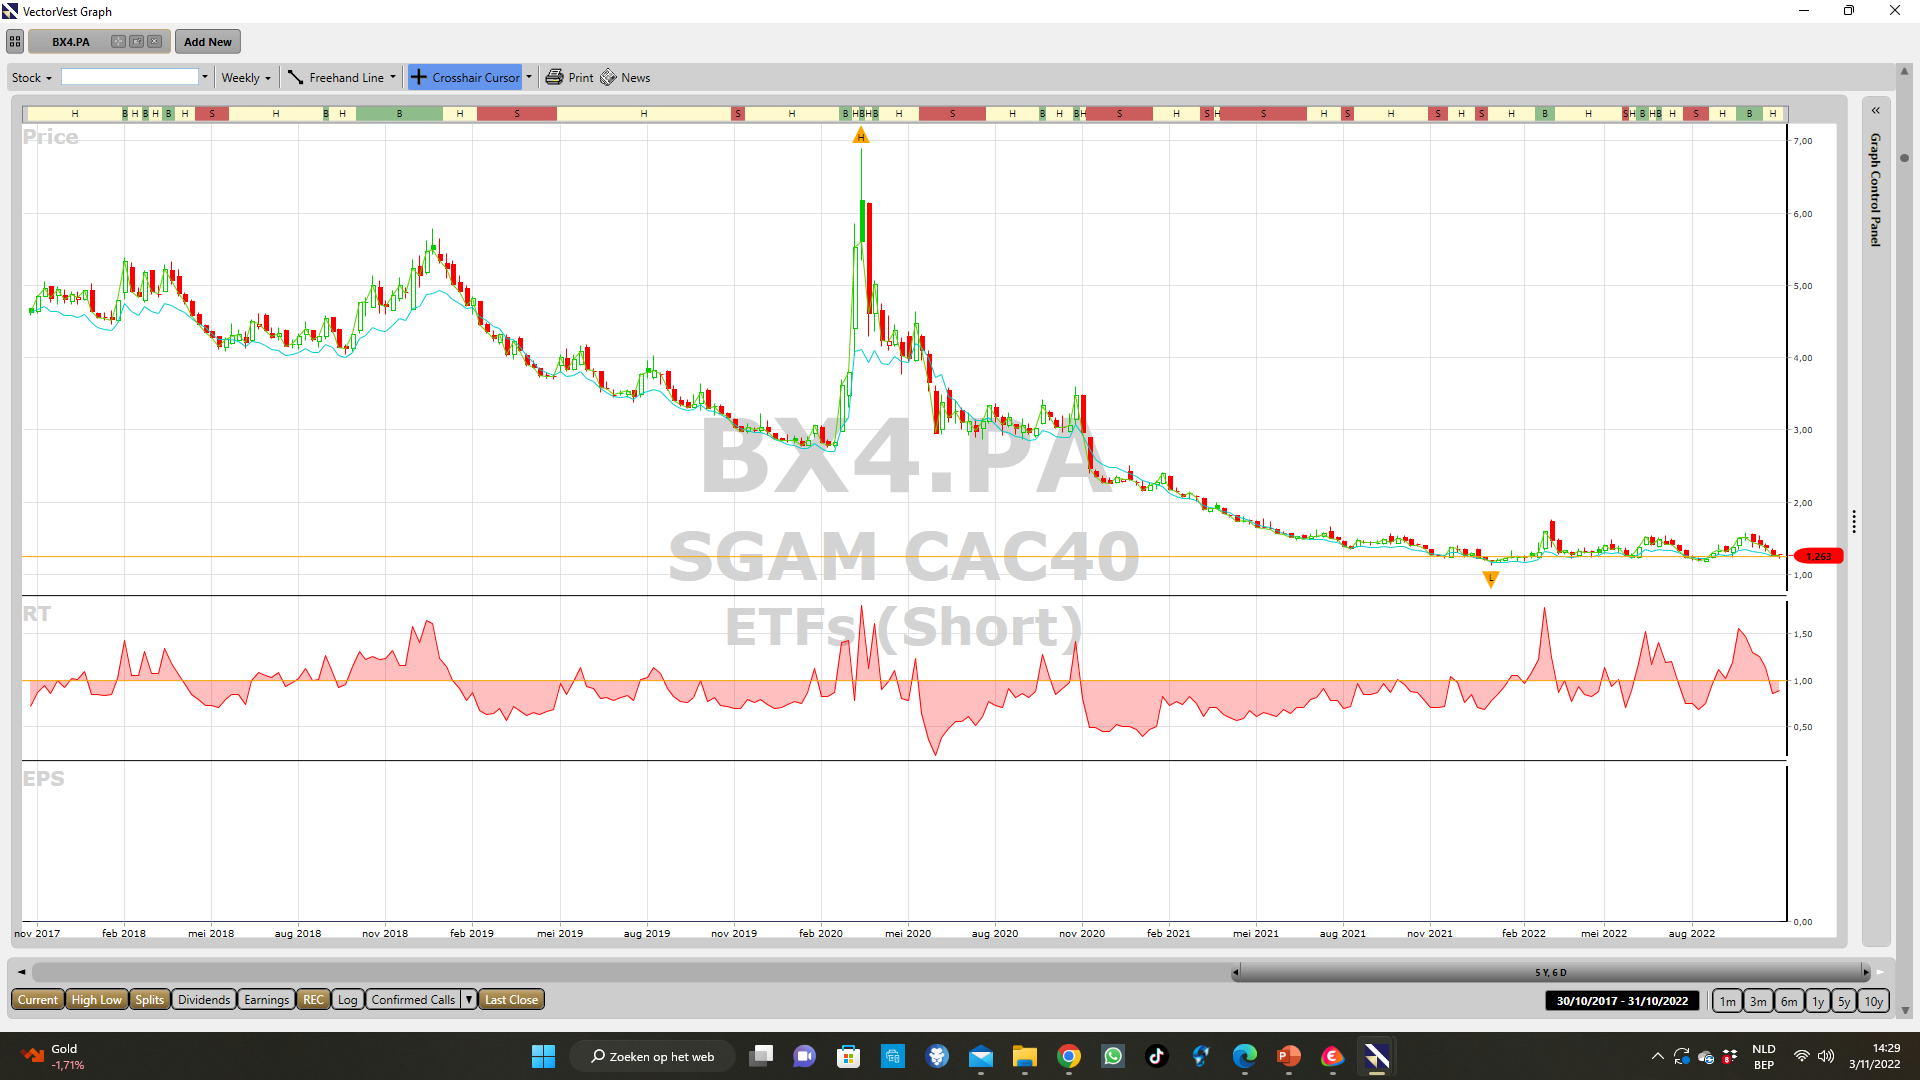 VectorVest Graph
BX4.PA Add New
Stock Weekly Freehand Line Crosshair Cursor Print News
H B H B H B H S H B H B H S H S H B H B H B H S H B H B H S H S H S H S H S H S H B H S H B H B H S H B H
Price
H
7,00
6,00
5,00
4,00
3,00
2,00
1,263
1,00
L
BX4.PA
SGAM CAC40
ETFs (Short)
RT
1,50
1,00
0,50
EPS
0,00
nov 2017 feb 2018 mei 2018 aug 2018 nov 2018 feb 2019 mei 2019 aug 2019 nov 2019 feb 2020 mei 2020 aug 2020 nov 2020 feb 2021 mei 2021 aug 2021 nov 2021 feb 2022 mei 2022 aug 2022
Graph Control Panel
5 Y, 6 D
Current High Low Splits Dividends Earnings REC Log Confirmed Calls Last Close 30/10/2017 - 31/10/2022 1m 3m 6m 1y 5y 10y
Gold
-1,71%
Zoeken op het web
NLD
BEP
14:29
3/11/2022